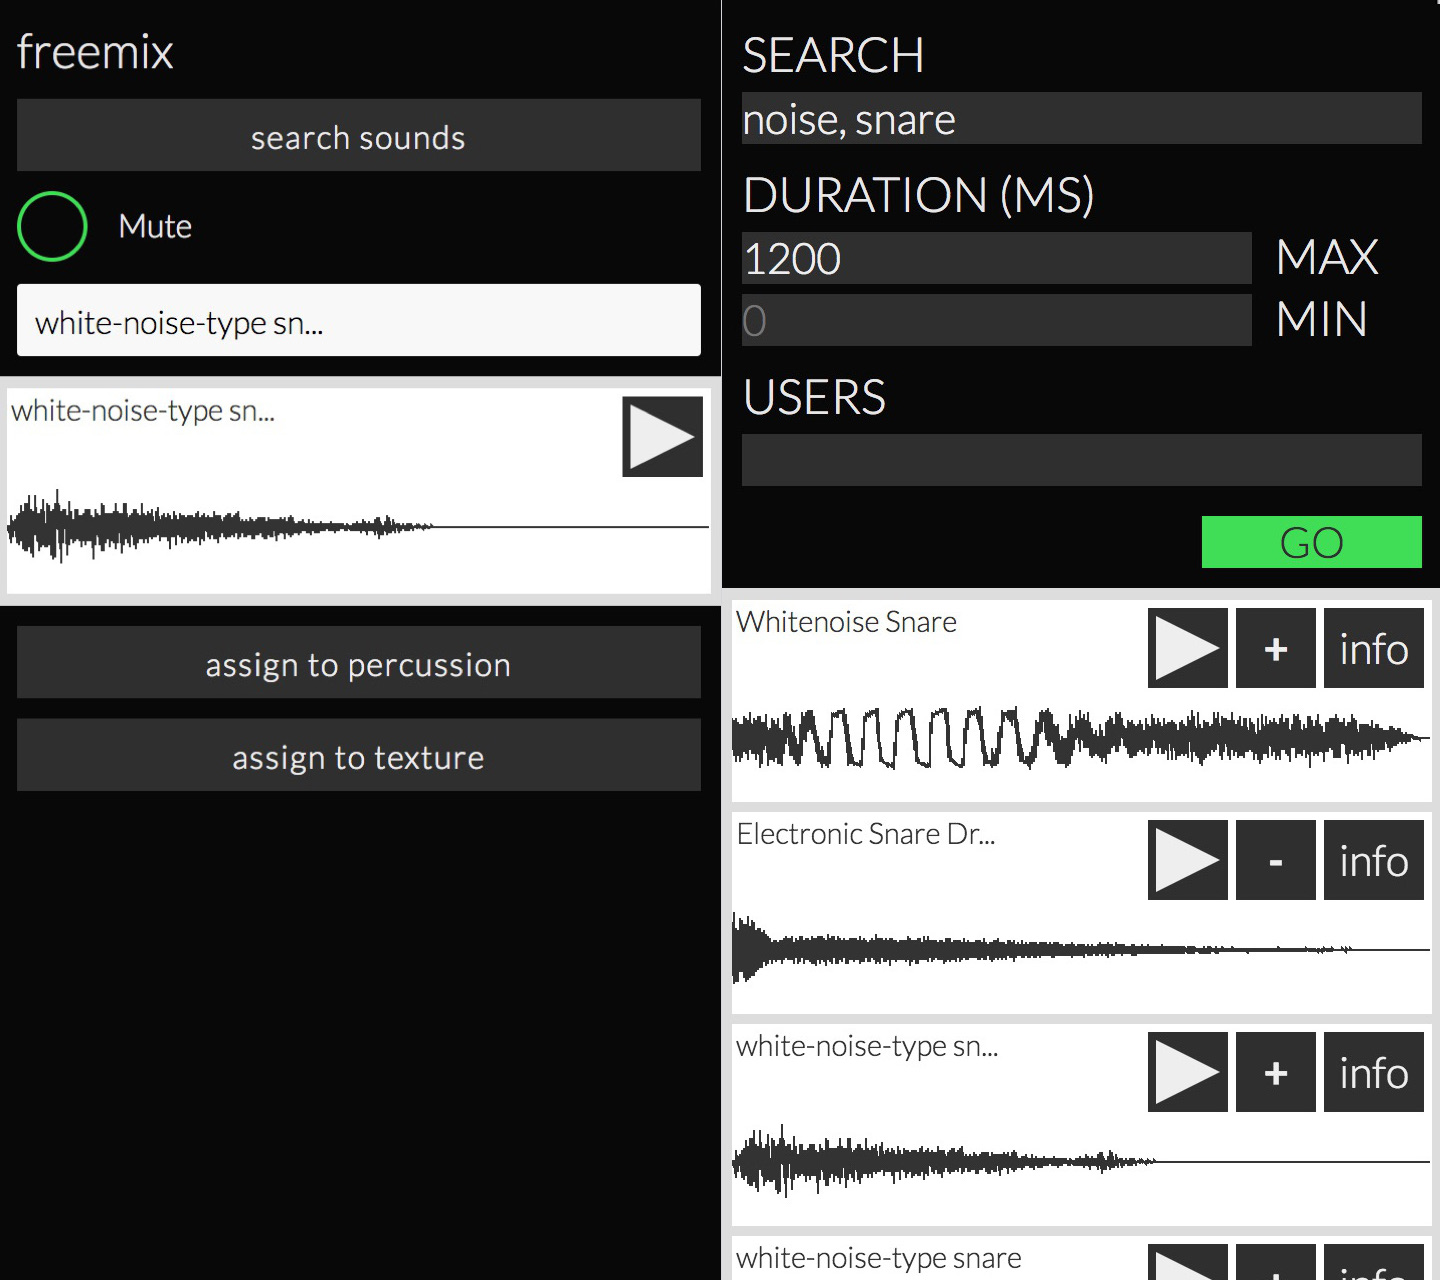 freemix
search sounds
Mute
white-noise-type sn...
white-noise-type sn...
assign to percussion
assign to texture
SEARCH
noise, snare
DURATION (MS)
1200 MAX
0 MIN
USERS
GO
Whitenoise Snare
+ info
Electronic Snare Dr...
- info
white-noise-type sn...
+ info
white-noise-type snare
+ info